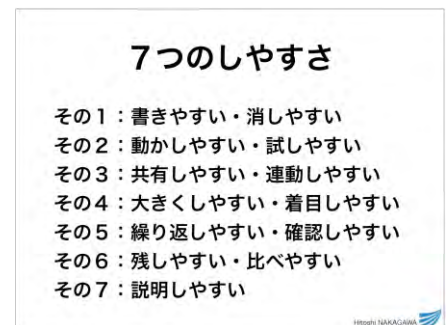 ７つのしやすさ
その１：書きやすい・消しやすい
その２：動かしやすい・試しやすい
その３：共有しやすい・連動しやすい
その４：大きくしやすい・着目しやすい
その５：繰り返しやすい・確認しやすい
その６：残しやすい・比べやすい
その７：説明しやすい
Hitoshi NAKAGAWA